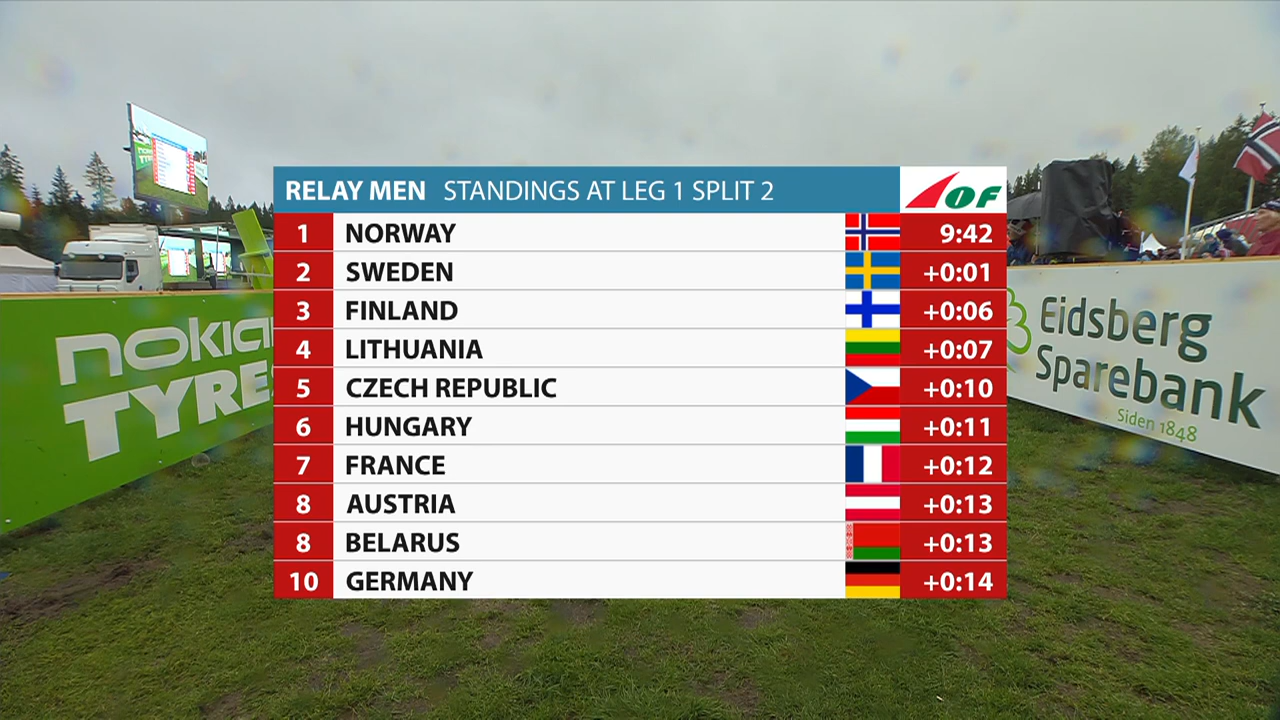 RELAY MEN STANDINGS AT LEG 1 SPLIT 2 IOF
1 NORWAY 9:42
2 SWEDEN +0:01
3 FINLAND +0:06
4 LITHUANIA +0:07
5 CZECH REPUBLIC +0:10
6 HUNGARY +0:11
7 FRANCE +0:12
8 AUSTRIA +0:13
8 BELARUS +0:13
10 GERMANY +0:14
nokia
TYRE
Eidsberg
Sparebank
Siden 1848